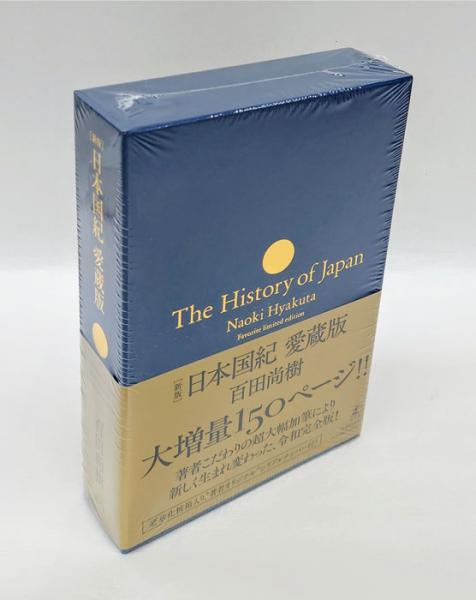 [新版]
日本国紀 愛蔵版
The History of Japan
Naoki Hyakuta
Favorite limited edition
[新版] 日本国紀 愛蔵版
百田尚樹
大増量150ページ!!
著者こだわりの超大幅加筆により
新しく生まれ変わった、令和完全版!